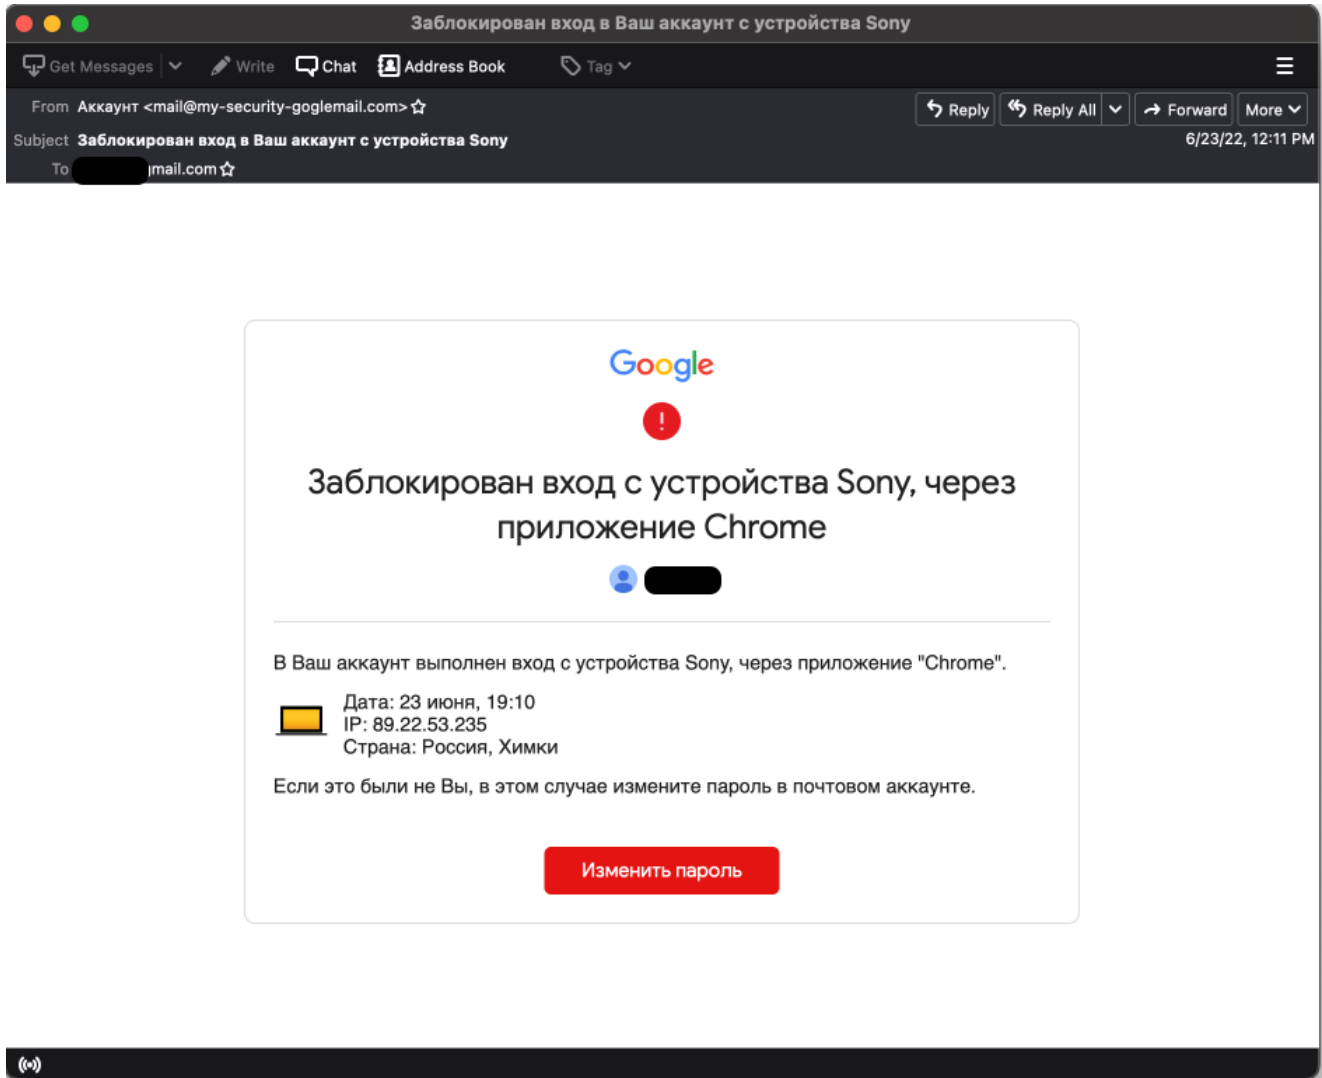 Заблокирован вход в Ваш аккаунт с устройства Sony
Get Messages Write Chat Address Book Tag
From Аккаунт <mail@my-security-goglemail.com> Reply Reply All Forward More
Subject Заблокирован вход в Ваш аккаунт с устройства Sony 6/23/22, 12:11 PM
To mail.com
Google
!
Заблокирован вход с устройства Sony, через
приложение Chrome
В Ваш аккаунт выполнен вход с устройства Sony, через приложение "Chrome".
Дата: 23 июня, 19:10
IP: 89.22.53.235
Страна: Россия, Химки
Если это были не Вы, в этом случае измените пароль в почтовом аккаунте.
Изменить пароль